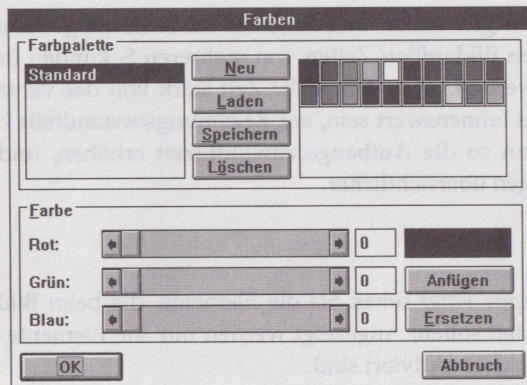 Farben
Farbpalette
Standard
Neu
Laden
Speichern
Löschen
Farbe
Rot: 0
Grün: 0 Anfügen
Blau: 0 Ersetzen
OK Abbruch